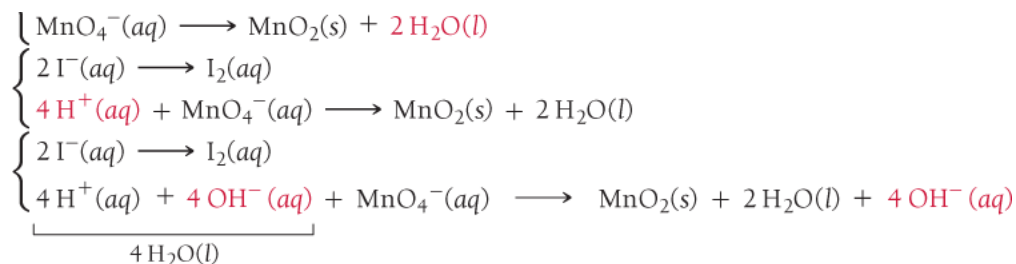 MnO₄⁻(aq) ⟶ MnO₂(s) + 2 H₂O(l)
2 I⁻(aq) ⟶ I₂(aq)
4 H⁺(aq) + MnO₄⁻(aq) ⟶ MnO₂(s) + 2 H₂O(l)
2 I⁻(aq) ⟶ I₂(aq)
4 H⁺(aq) + 4 OH⁻(aq) + MnO₄⁻(aq) ⟶ MnO₂(s) + 2 H₂O(l) + 4 OH⁻(aq)
4 H₂O(l)